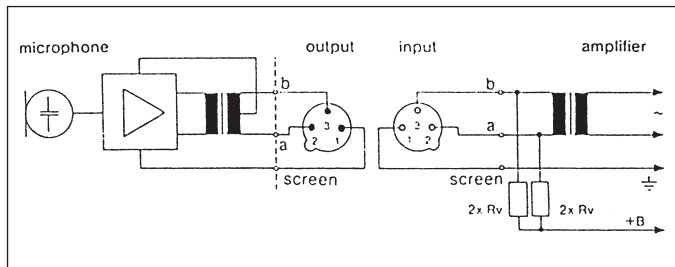 microphone output input amplifier
b b
3 3
2 1 1 2
a a
~
screen screen
2x Rv 2x Rv
+B